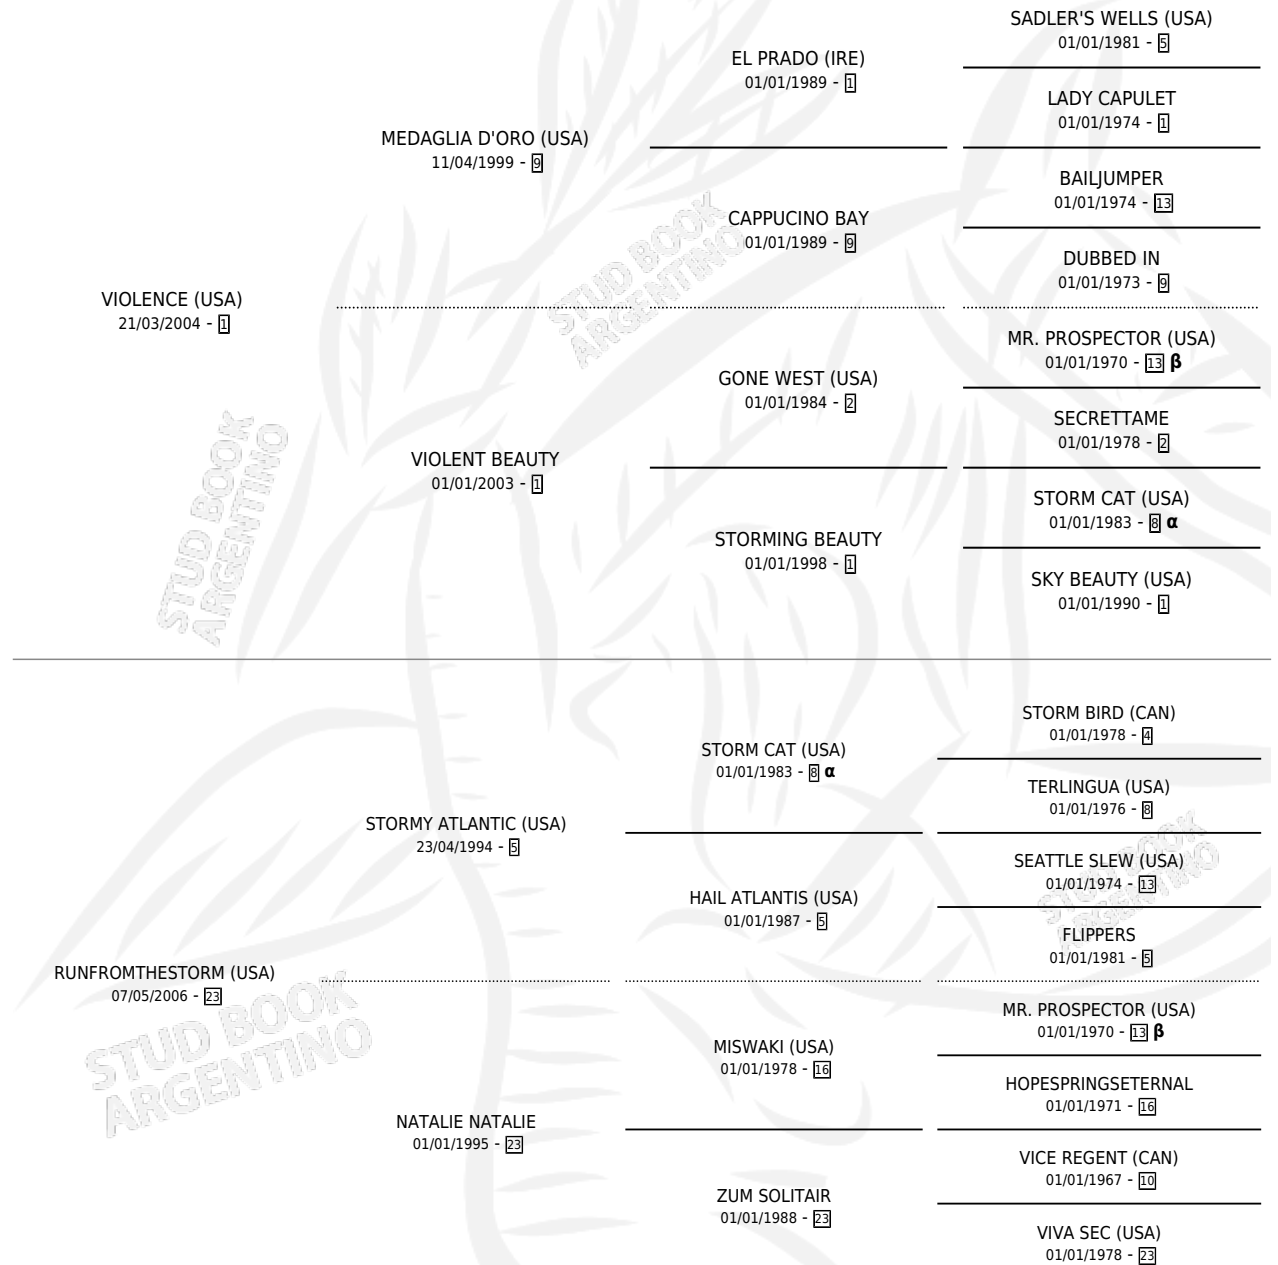 SADLER'S WELLS (USA)
01/01/1981 - 5
EL PRADO (IRE)
01/01/1989 - 1
LADY CAPULET
01/01/1974 - 1
MEDAGLIA D'ORO (USA)
11/04/1999 - 9
BAILJUMPER
01/01/1974 - 13
CAPPUCINO BAY
01/01/1989 - 9
DUBBED IN
01/01/1973 - 9
VIOLENCE (USA)
21/03/2004 - 1
MR. PROSPECTOR (USA)
01/01/1970 - 13 β
GONE WEST (USA)
01/01/1984 - 2
SECRETTAME
01/01/1978 - 2
VIOLENT BEAUTY
01/01/2003 - 1
STORM CAT (USA)
01/01/1983 - 8 α
STORMING BEAUTY
01/01/1998 - 1
SKY BEAUTY (USA)
01/01/1990 - 1
STUD BOOK
ARGENTINO
STUD BOOK
ARGENTINO
STORM BIRD (CAN)
01/01/1978 - 4
STORM CAT (USA)
01/01/1983 - 8 α
TERLINGUA (USA)
01/01/1976 - 8
STORMY ATLANTIC (USA)
23/04/1994 - 5
SEATTLE SLEW (USA)
01/01/1974 - 13
HAIL ATLANTIS (USA)
01/01/1987 - 5
FLIPPERS
01/01/1981 - 5
RUNFROMTHESTORM (USA)
07/05/2006 - 23
MR. PROSPECTOR (USA)
01/01/1970 - 13 β
MISWAKI (USA)
01/01/1978 - 16
HOPESPRINGSETERNAL
01/01/1971 - 16
NATALIE NATALIE
01/01/1995 - 23
VICE REGENT (CAN)
01/01/1967 - 10
ZUM SOLITAIR
01/01/1988 - 23
VIVA SEC (USA)
01/01/1978 - 23
STUD BOOK
ARGENTINO
STUD BOOK
ARGENTINO